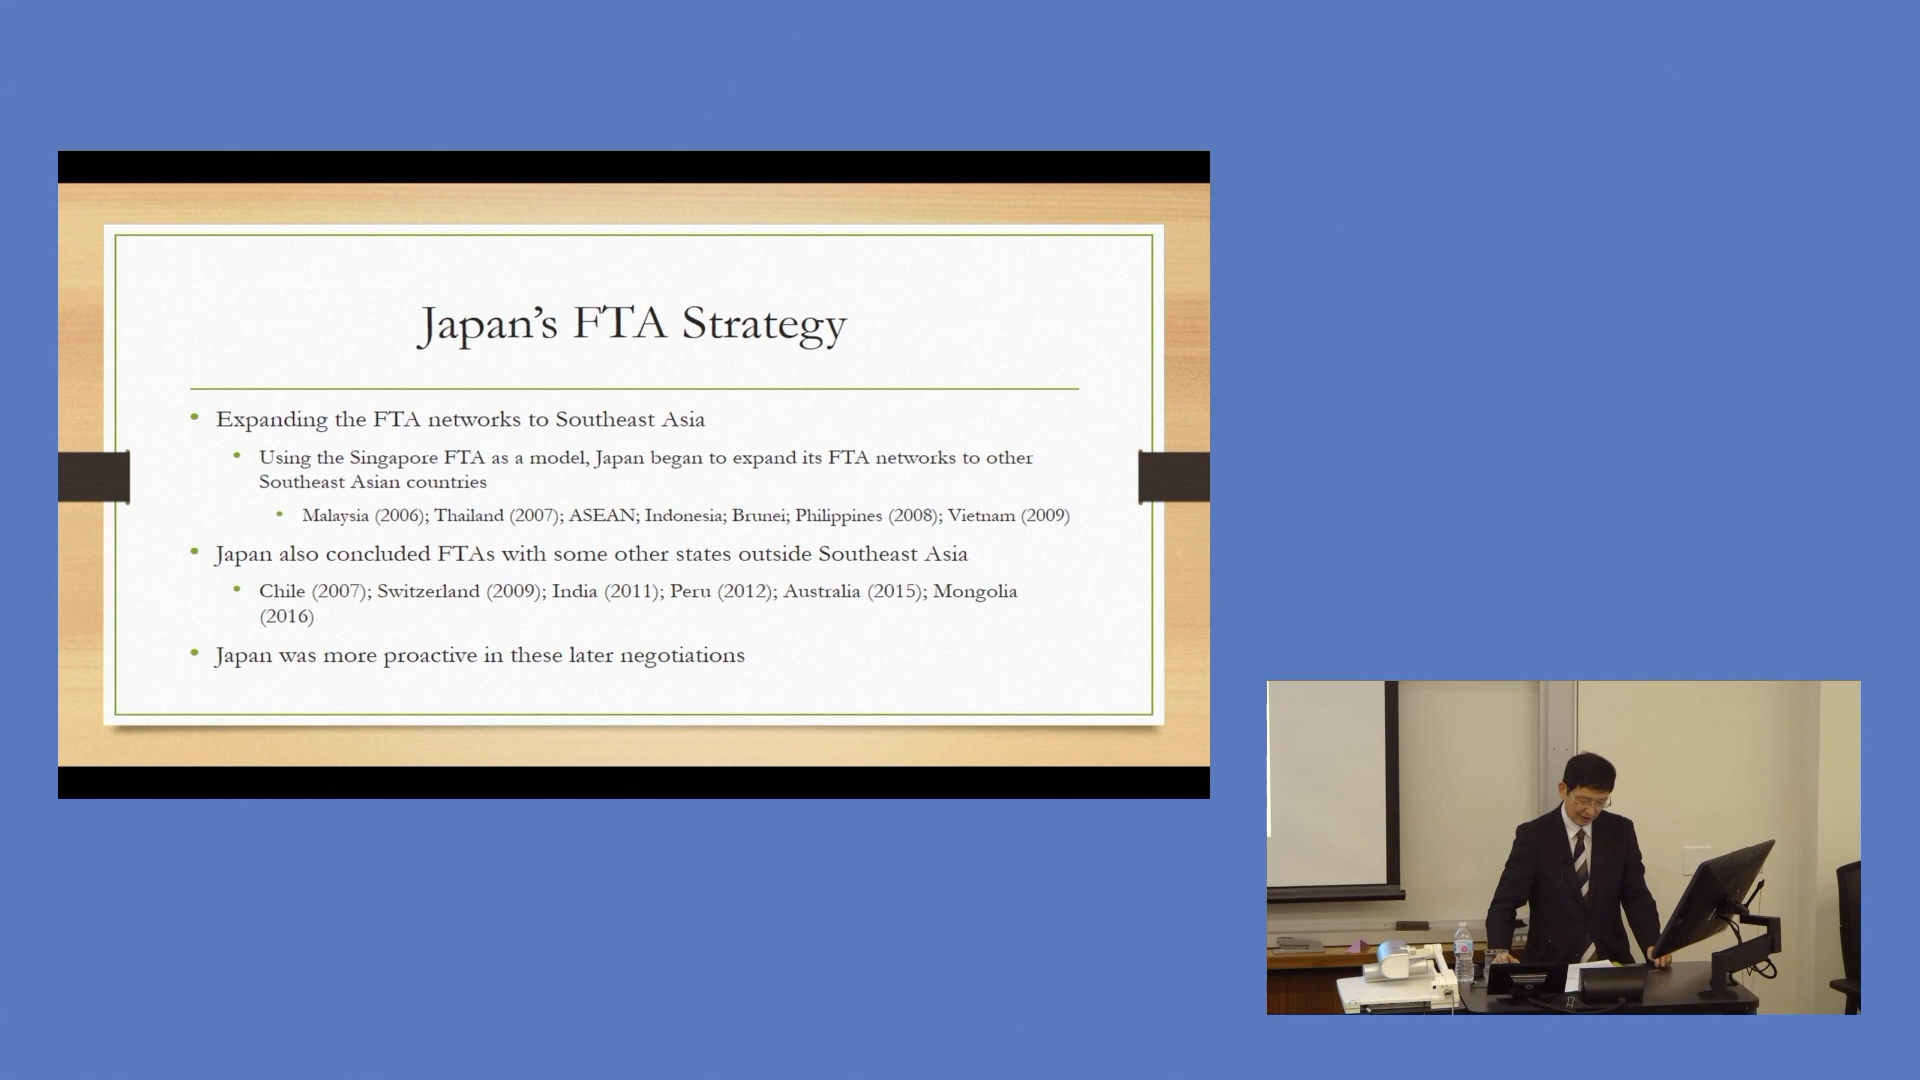 Japan’s FTA Strategy
Expanding the FTA networks to Southeast Asia
Using the Singapore FTA as a model, Japan began to expand its FTA networks to other
Southeast Asian countries
Malaysia (2006); Thailand (2007); ASEAN; Indonesia; Brunei; Philippines (2008); Vietnam (2009)
Japan also concluded FTAs with some other states outside Southeast Asia
Chile (2007); Switzerland (2009); India (2011); Peru (2012); Australia (2015); Mongolia
(2016)
Japan was more proactive in these later negotiations